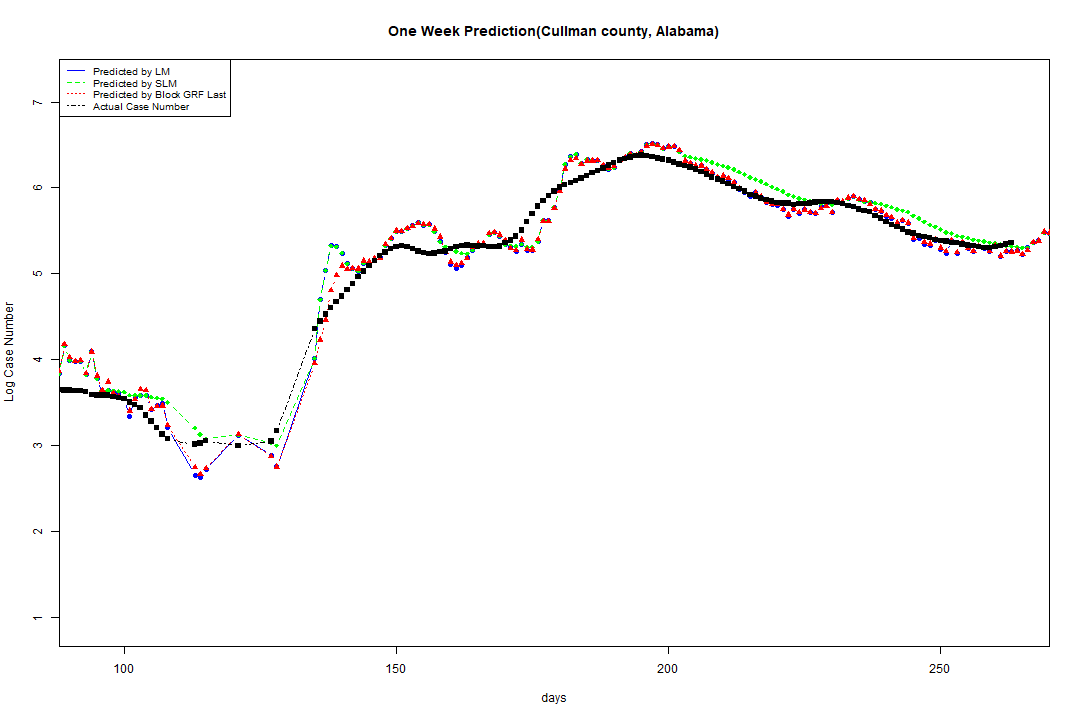 One Week Prediction(Cullman county, Alabama)
Predicted by LM
Predicted by SLM
Predicted by Block GRF Last
Actual Case Number
7
6
5
4
3
2
1
Log Case Number
100 150 200 250
days